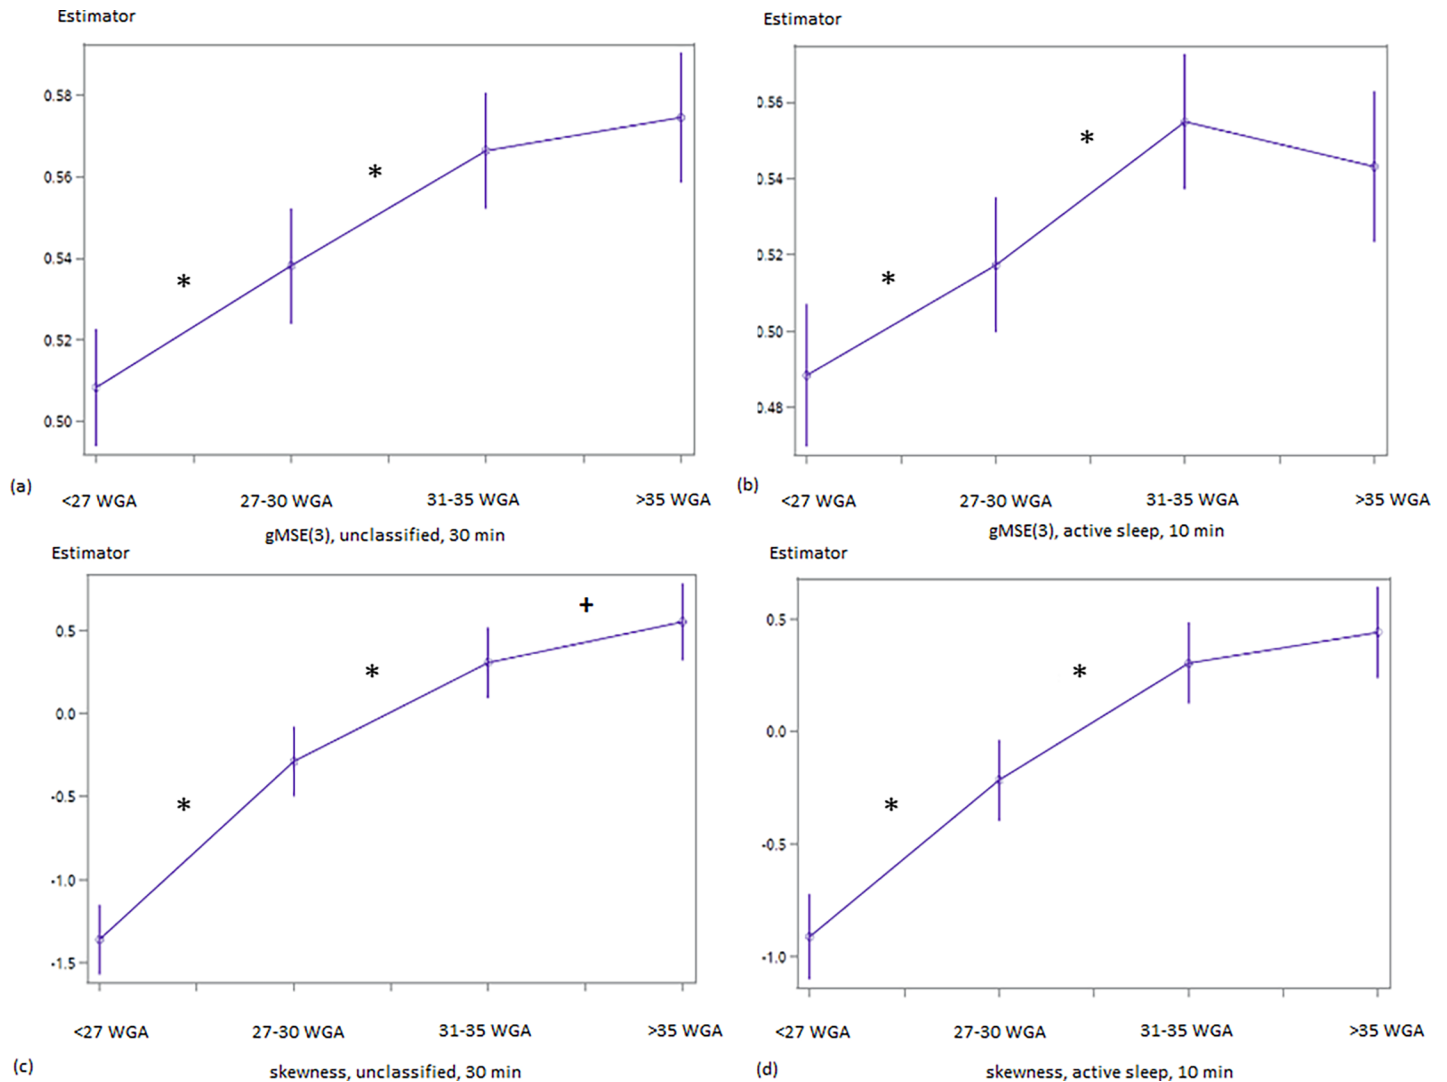 Estimator
0.58
0.56
0.54
0.52
0.50
*
*
(a)
<27 WGA 27-30 WGA 31-35 WGA >35 WGA
gMSE(3), unclassified, 30 min
Estimator
0.56
0.54
0.52
0.50
0.48
*
*
(b)
<27 WGA 27-30 WGA 31-35 WGA >35 WGA
gMSE(3), active sleep, 10 min
Estimator
0.5
0.0
-0.5
-1.0
-1.5
*
*
+
<27 WGA 27-30 WGA 31-35 WGA >35 WGA
(c)
skewness, unclassified, 30 min
Estimator
0.5
0.0
-0.5
-1.0
*
*
<27 WGA 27-30 WGA 31-35 WGA >35 WGA
(d)
skewness, active sleep, 10 min